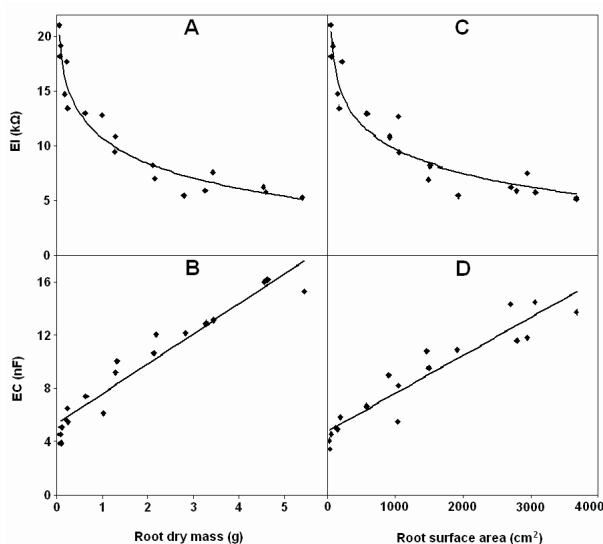 A
C
20
15
10
5
0
EI (kΩ)
B
D
16
12
8
4
0
EC (nF)
0 1 2 3 4 5
0 1000 2000 3000 4000
Root dry mass (g)
Root surface area (cm²)